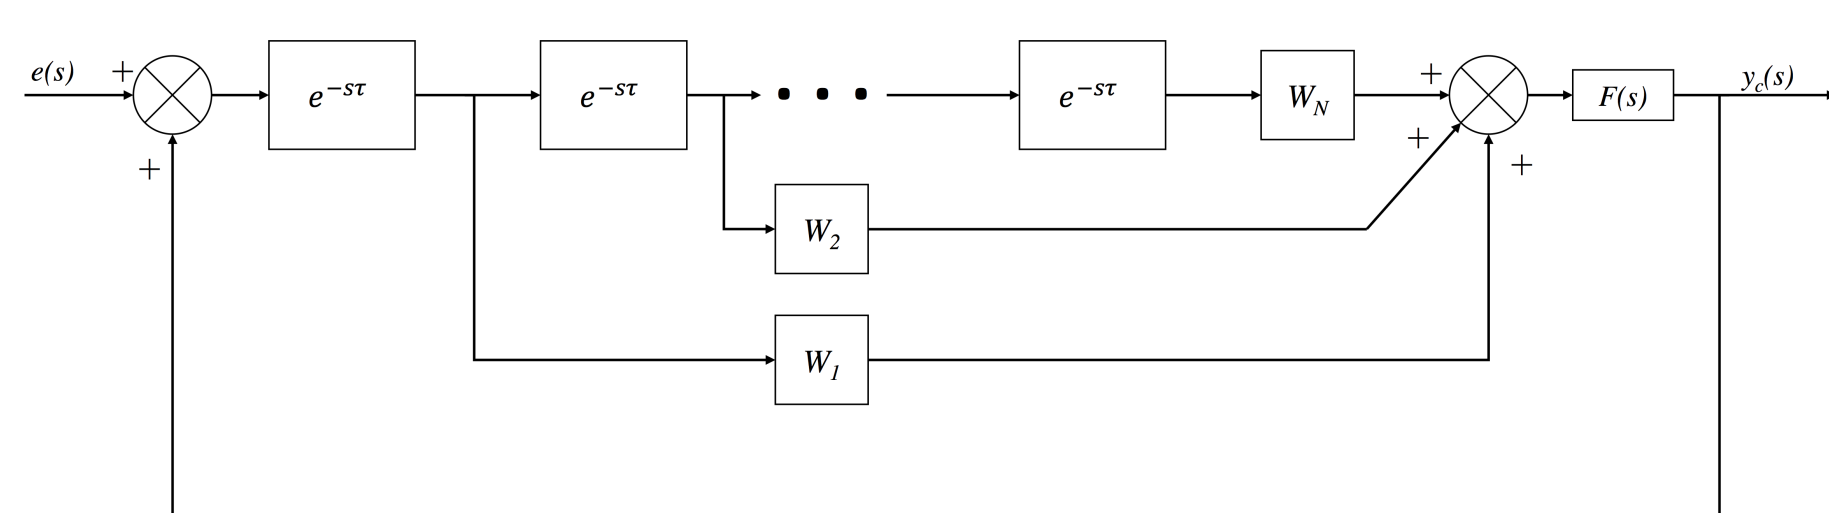 e(s)
+
+
e^{-sτ}
e^{-sτ}
• • •
e^{-sτ}
W_N
+
+
+
F(s)
y_c(s)
W_2
W_1